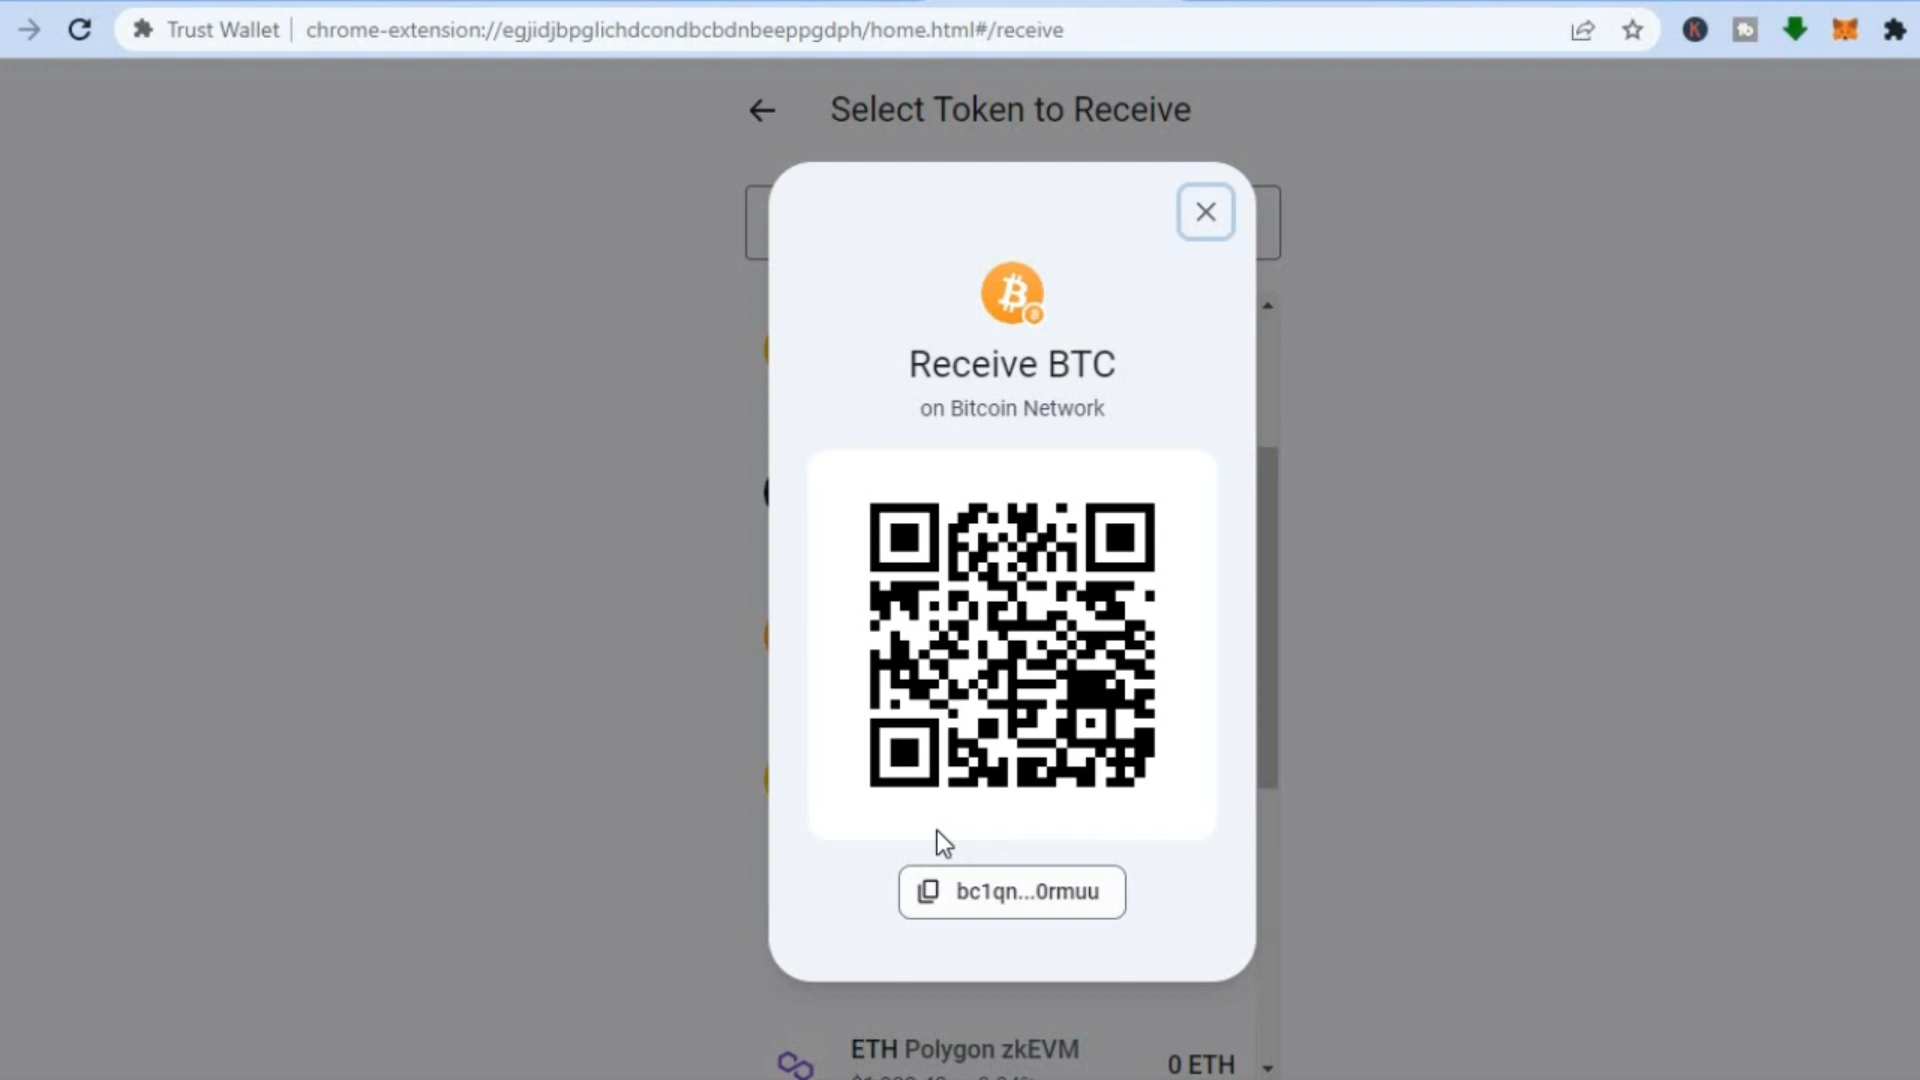 Trust Wallet
chrome-extension://egjidjbpglichdcondbcbdnbeeppgdph/home.html#/receive
Select Token to Receive
Receive BTC
on Bitcoin Network
bc1qn...0rmuu
ETH Polygon zkEVM
0 ETH